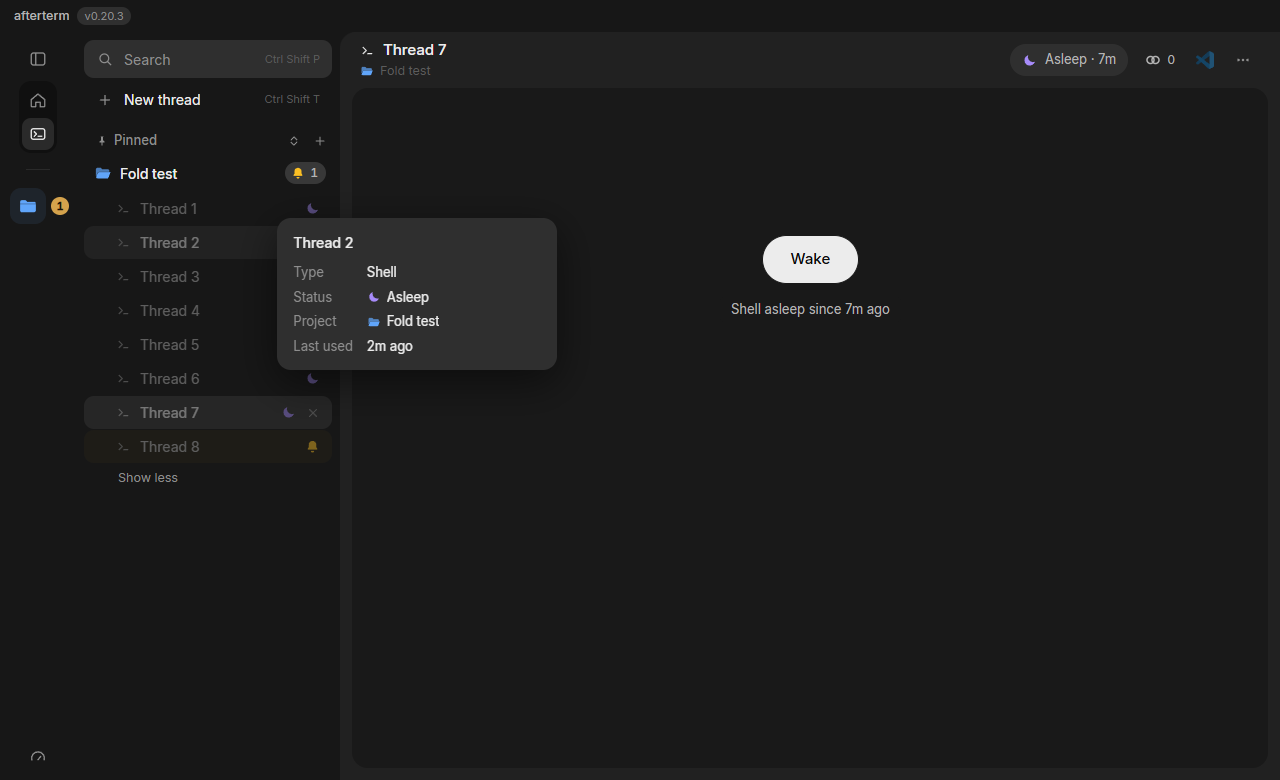 afterterm v0.20.3
Search Ctrl Shift P
New thread Ctrl Shift T
Pinned
Fold test 1
1
Thread 1
Thread 2
Thread 3
Thread 4
Thread 5
Thread 6
Thread 7
Thread 8
Show less
Thread 2
Type Shell
Status Asleep
Project Fold test
Last used 2m ago
Thread 7
Fold test
Asleep · 7m
0
Wake
Shell asleep since 7m ago